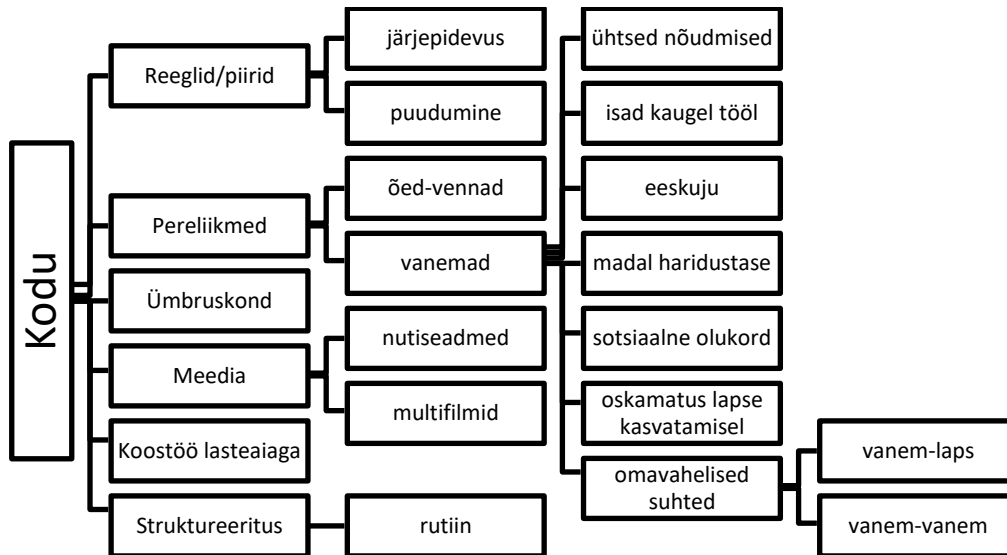 Kodu
Reeglid/piirid
järjepidevus
puudumine
Pereliikmed
õed-vennad
vanemad
ühtsed nõudmised
isad kaugel tööl
eeskuju
madal haridustase
sotsiaalne olukord
oskamatus lapse
kasvatamisel
omavahelised
suhted
vanem-laps
vanem-vanem
Ümbruskond
Meedia
nutiseadmed
multifilmid
Koostöö lasteaiaga
Struktureeritus
rutiin